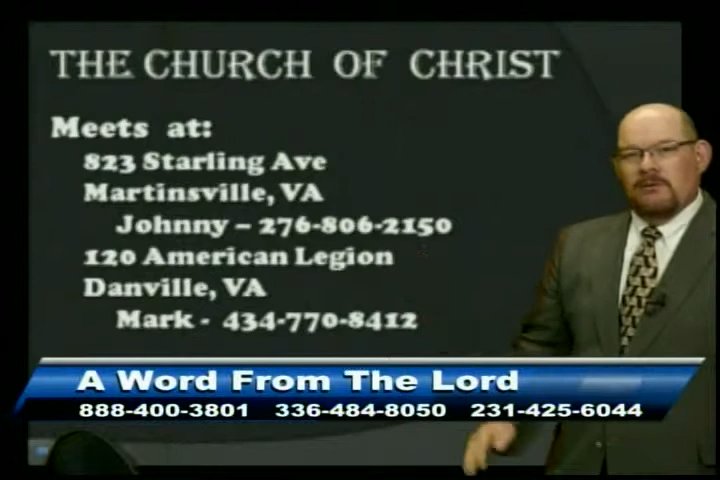 THE CHURCH OF CHRIST
Meets at:
823 Starling Ave
Martinsville, VA
Johnny – 276-806-2150
120 American Legion
Danville, VA
Mark - 434-770-8412
A Word From The Lord
888-400-3801 336-484-8050 231-425-6044